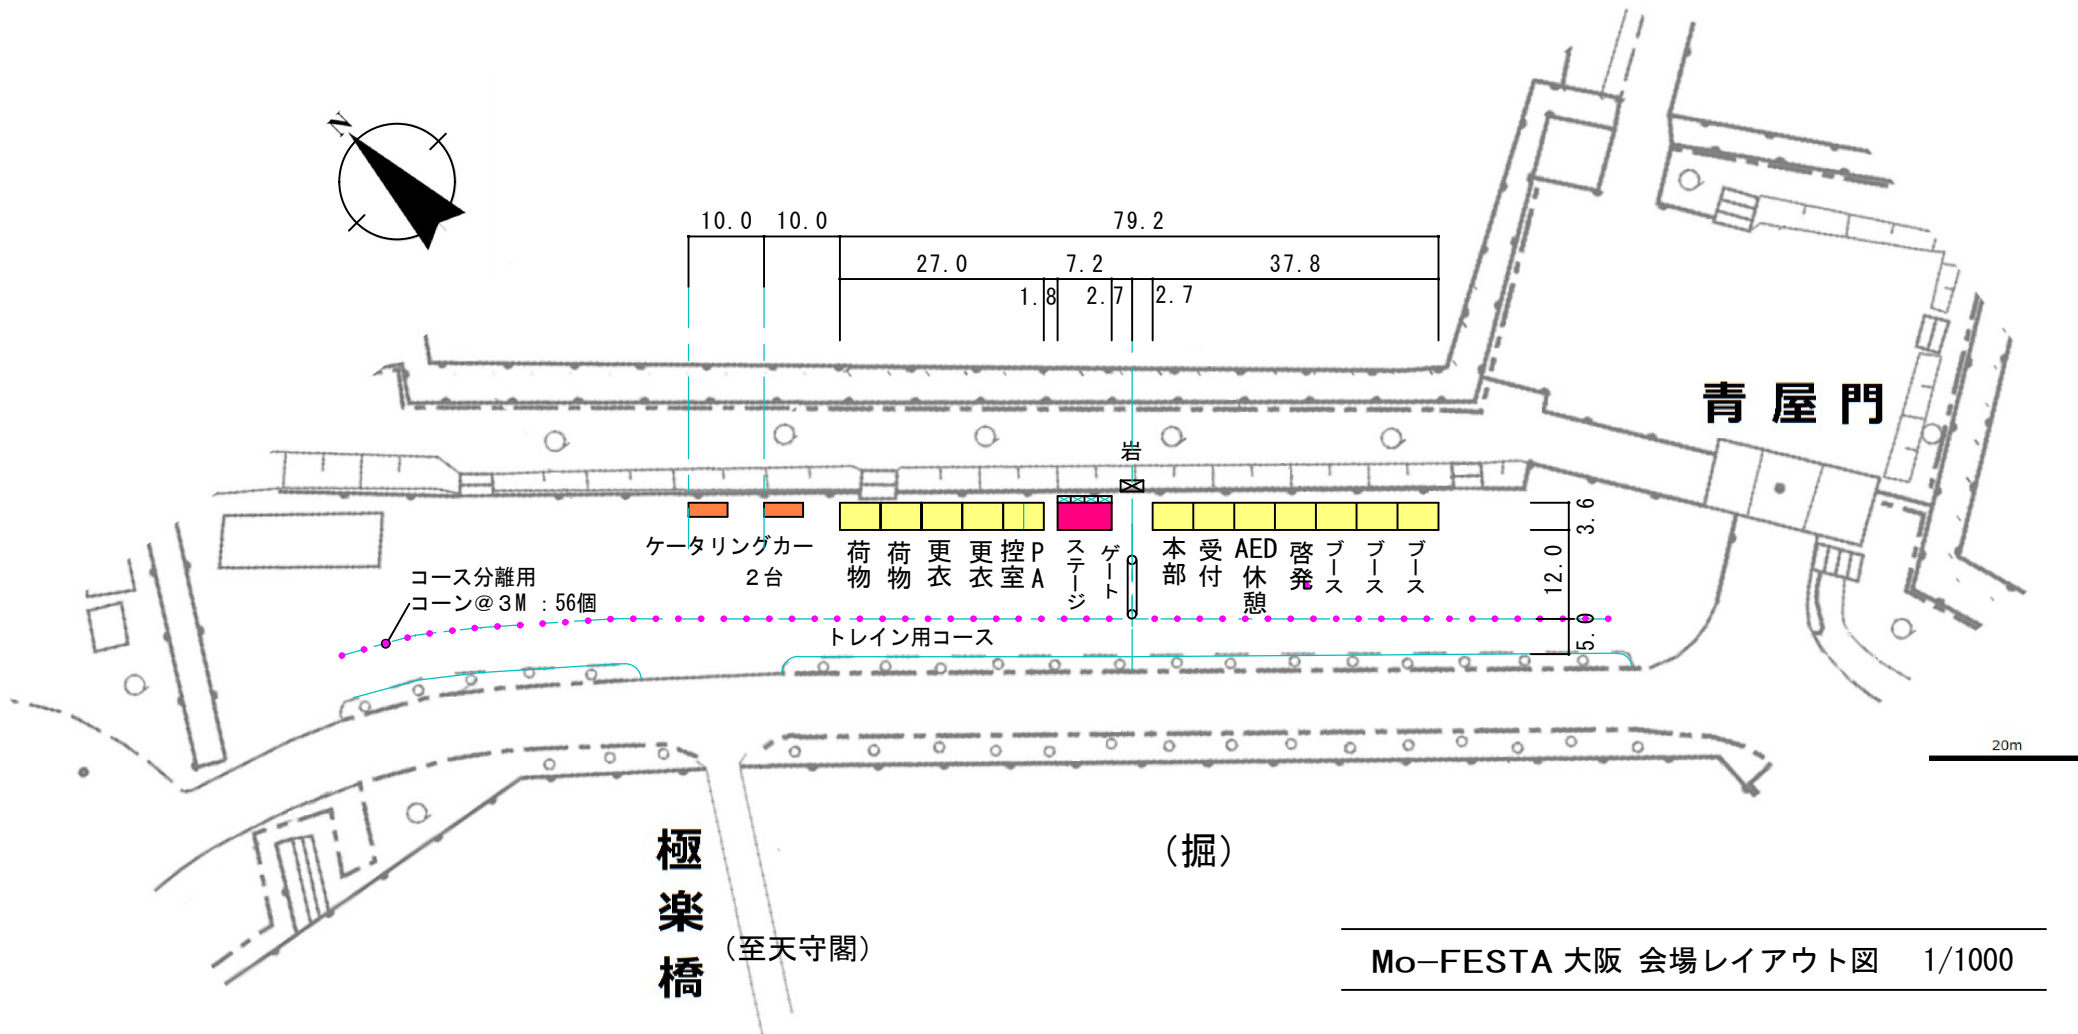 N
10.0
10.0
79.2
27.0
7.2
37.8
1.8
2.7
2.7
青屋門
岩
3.6
12.0
5.0
ケータリングカー
２台
荷物
荷物
更衣
更衣
控室
PA
ステージ
ゲート
本部
受付
AED休憩
啓発
ブース
ブース
ブース
コース分離用
コーン@３M ：56個
トレイン用コース
20m
極楽橋
（至天守閣）
（掘）
Mo−FESTA 大阪 会場レイアウト図 1/1000